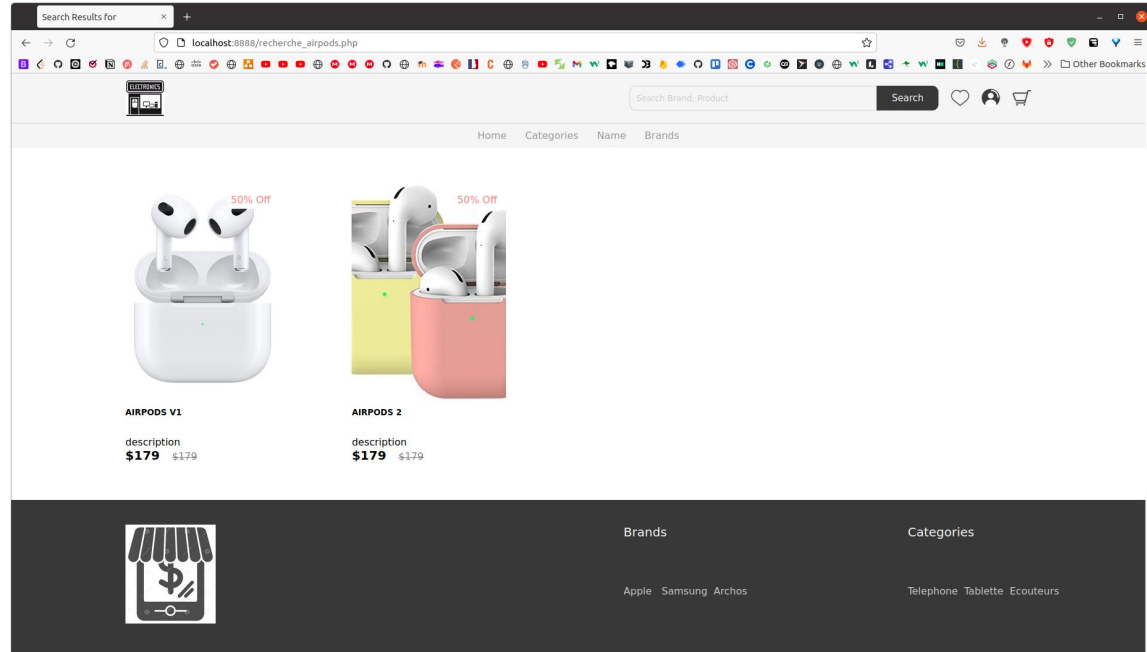 Search Results for
localhost:8888/recherche_airpods.php
Other Bookmarks
ELECTRONICS
Search Brand, Product
Search
Home Categories Name Brands
50% Off
50% Off
AIRPODS V1
AIRPODS 2
description
description
$179 $179
$179 $179
Brands
Categories
Apple Samsung Archos
Telephone Tablette Ecouteurs